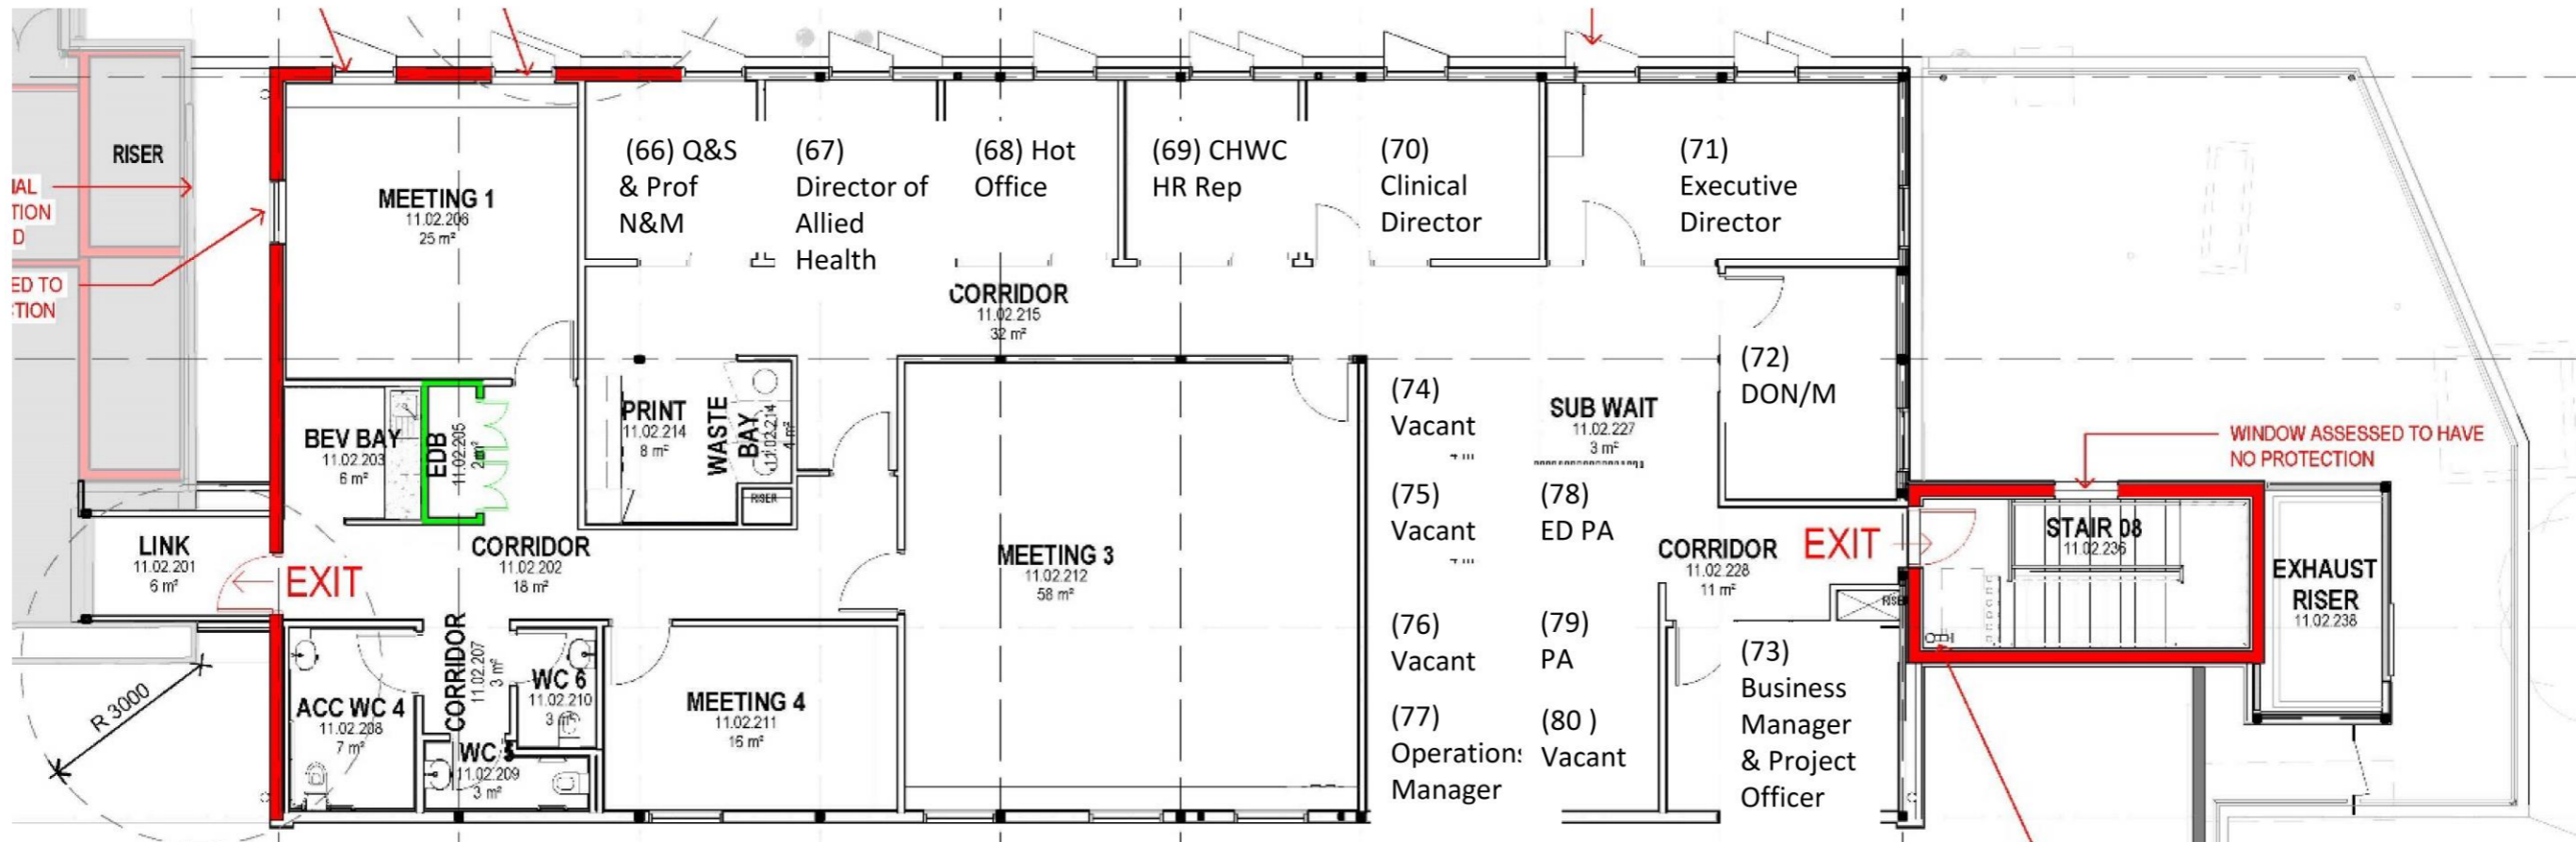 RISER
MEETING 1
11.02.206
25 m²
(66) Q&S
& Prof
N&M
(67)
Director of
Allied
Health
(68) Hot
Office
(69) CHWC
HR Rep
(70)
Clinical
Director
(71)
Executive
Director
TION
D
ED TO
TION
CORRIDOR
11.02.215
32 m²
(72)
DON/M
(74)
Vacant
SUB WAIT
11.02.227
3 m²
PRINT
11.02.214
8 m²
WASTE
BAY
11.02.214
4 m²
BEV BAY
11.02.203
6 m²
EDB
11.02.205
2m²
RISER
WINDOW ASSESSED TO HAVE
NO PROTECTION
(75)
Vacant
(78)
ED PA
LINK
11.02.201
6 m²
EXIT
CORRIDOR
11.02.202
18 m²
MEETING 3
11.02.212
58 m²
CORRIDOR
11.02.228
11 m²
EXIT
STAIR 08
11.02.236
EXHAUST
RISER
11.02.238
RISE
(76)
Vacant
(79)
PA
(73)
Business
Manager
& Project
Officer
R 3000
ACC WC 4
11.02.208
7 m²
CORRIDOR
11.02.207
3 m²
WC 6
11.02.210
3 m²
WC 5
11.02.209
3 m²
MEETING 4
11.02.211
16 m²
(77)
Operations
Manager
(80 )
Vacant